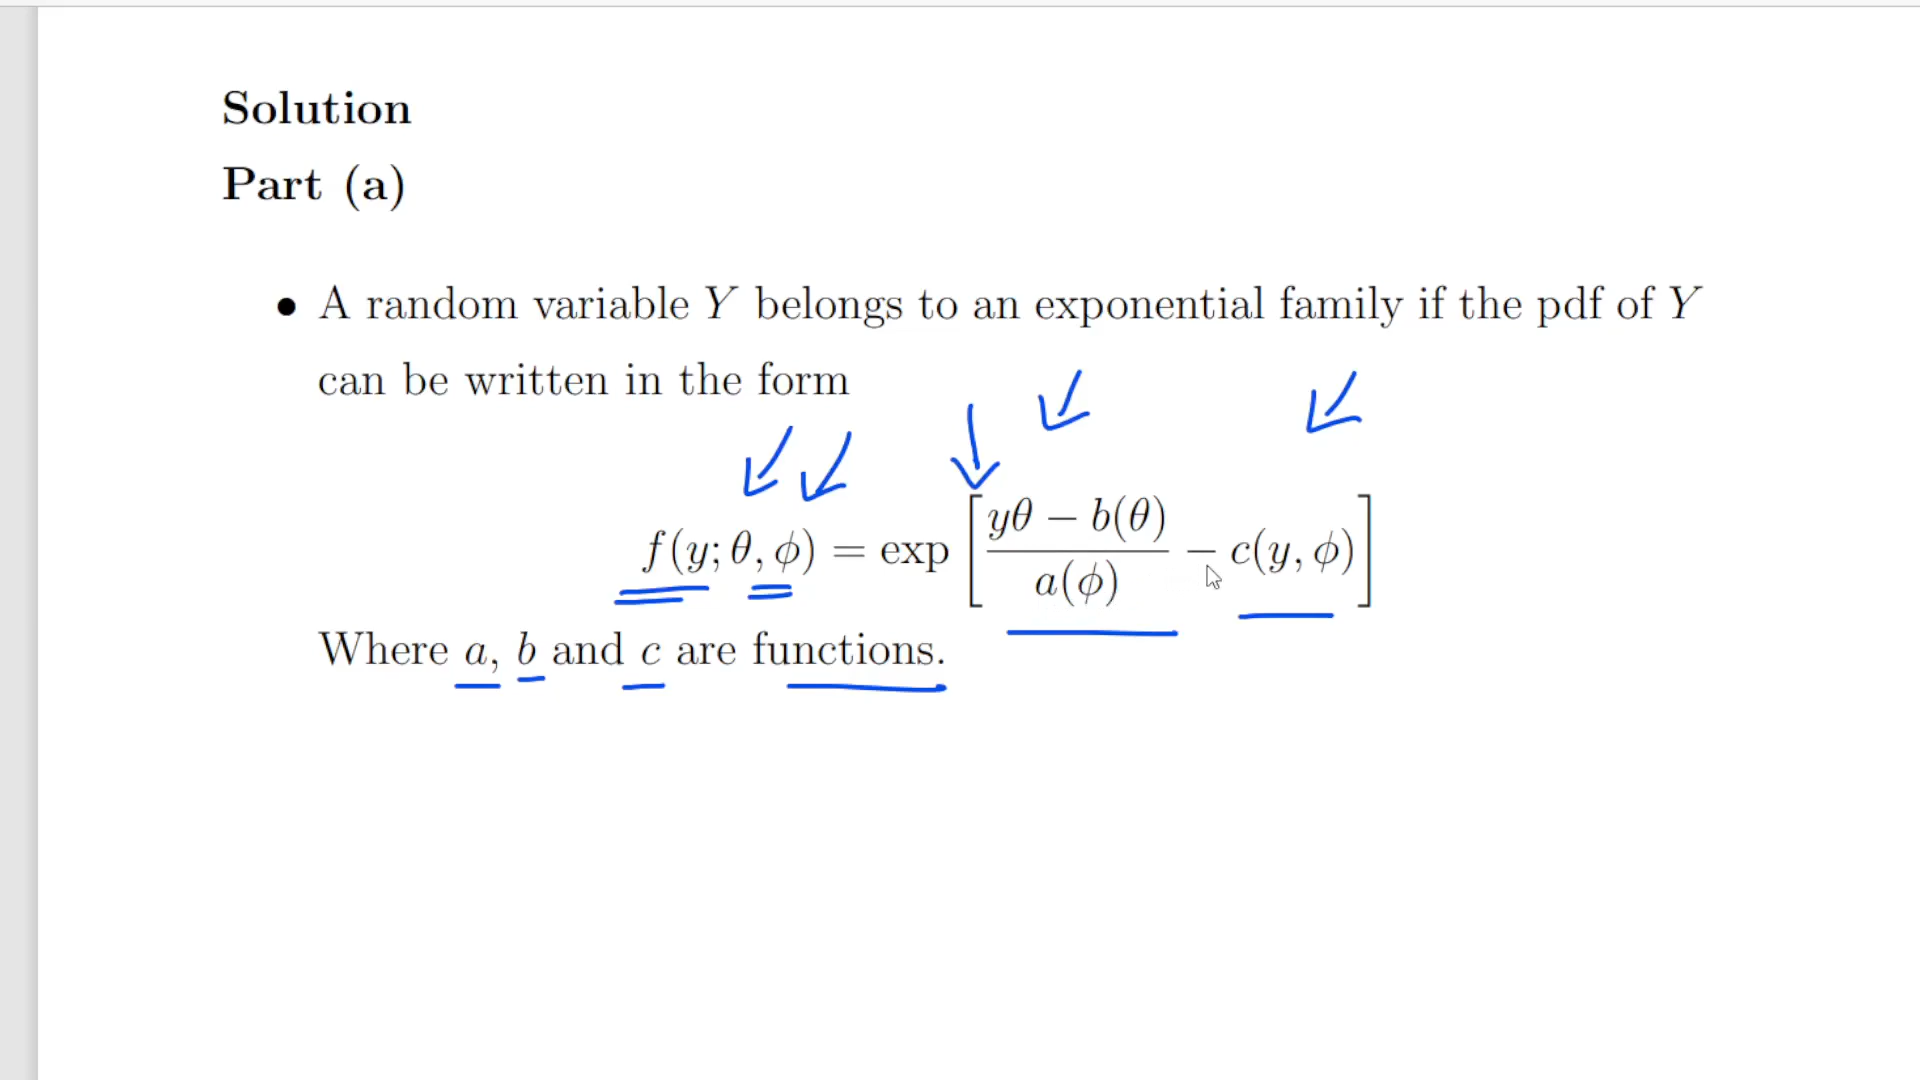 Solution
Part (a)
• A random variable Y belongs to an exponential family if the pdf of Y
can be written in the form
f(y; θ, ϕ) = exp [ (yθ − b(θ)) / a(ϕ) − c(y, ϕ) ]
Where a, b and c are functions.